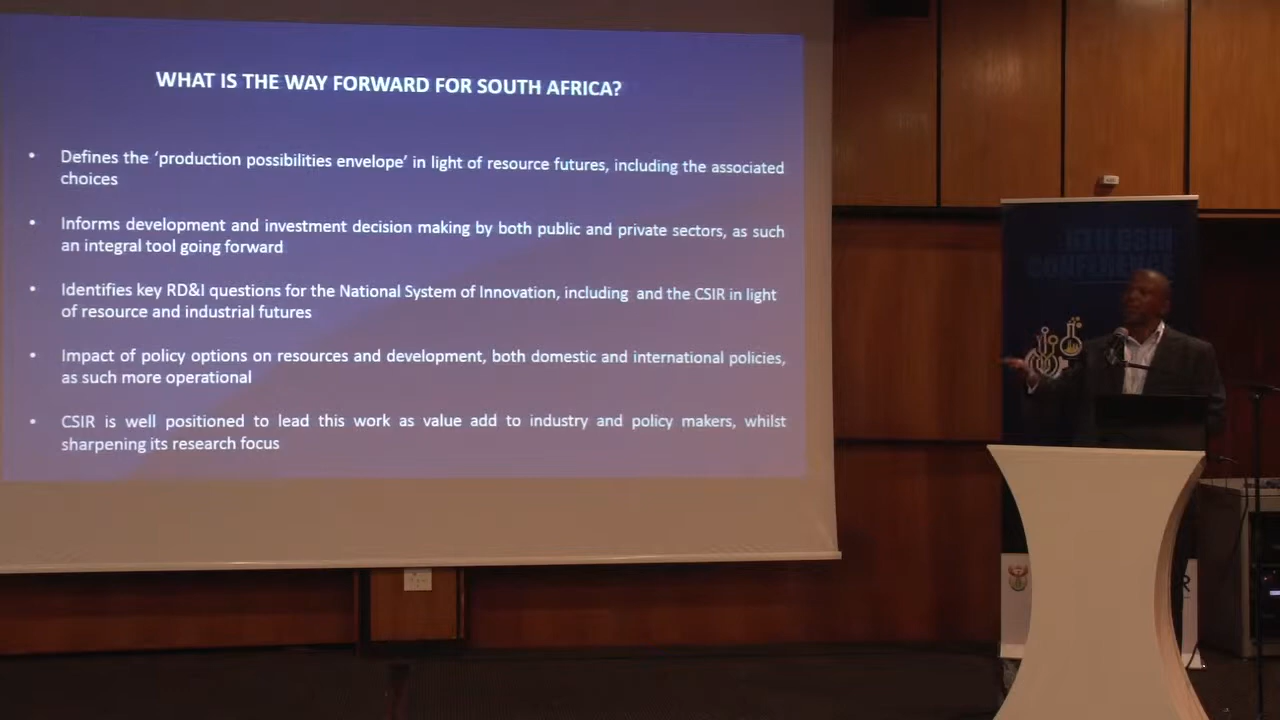 WHAT IS THE WAY FORWARD FOR SOUTH AFRICA?
• Defines the ‘production possibilities envelope’ in light of resource futures, including the associated
choices
• Informs development and investment decision making by both public and private sectors, as such
an integral tool going forward
• Identifies key RD&I questions for the National System of Innovation, including and the CSIR in light
of resource and industrial futures
• Impact of policy options on resources and development, both domestic and international policies,
as such more operational
• CSIR is well positioned to lead this work as value add to industry and policy makers, whilst
sharpening its research focus
CONFERENCE